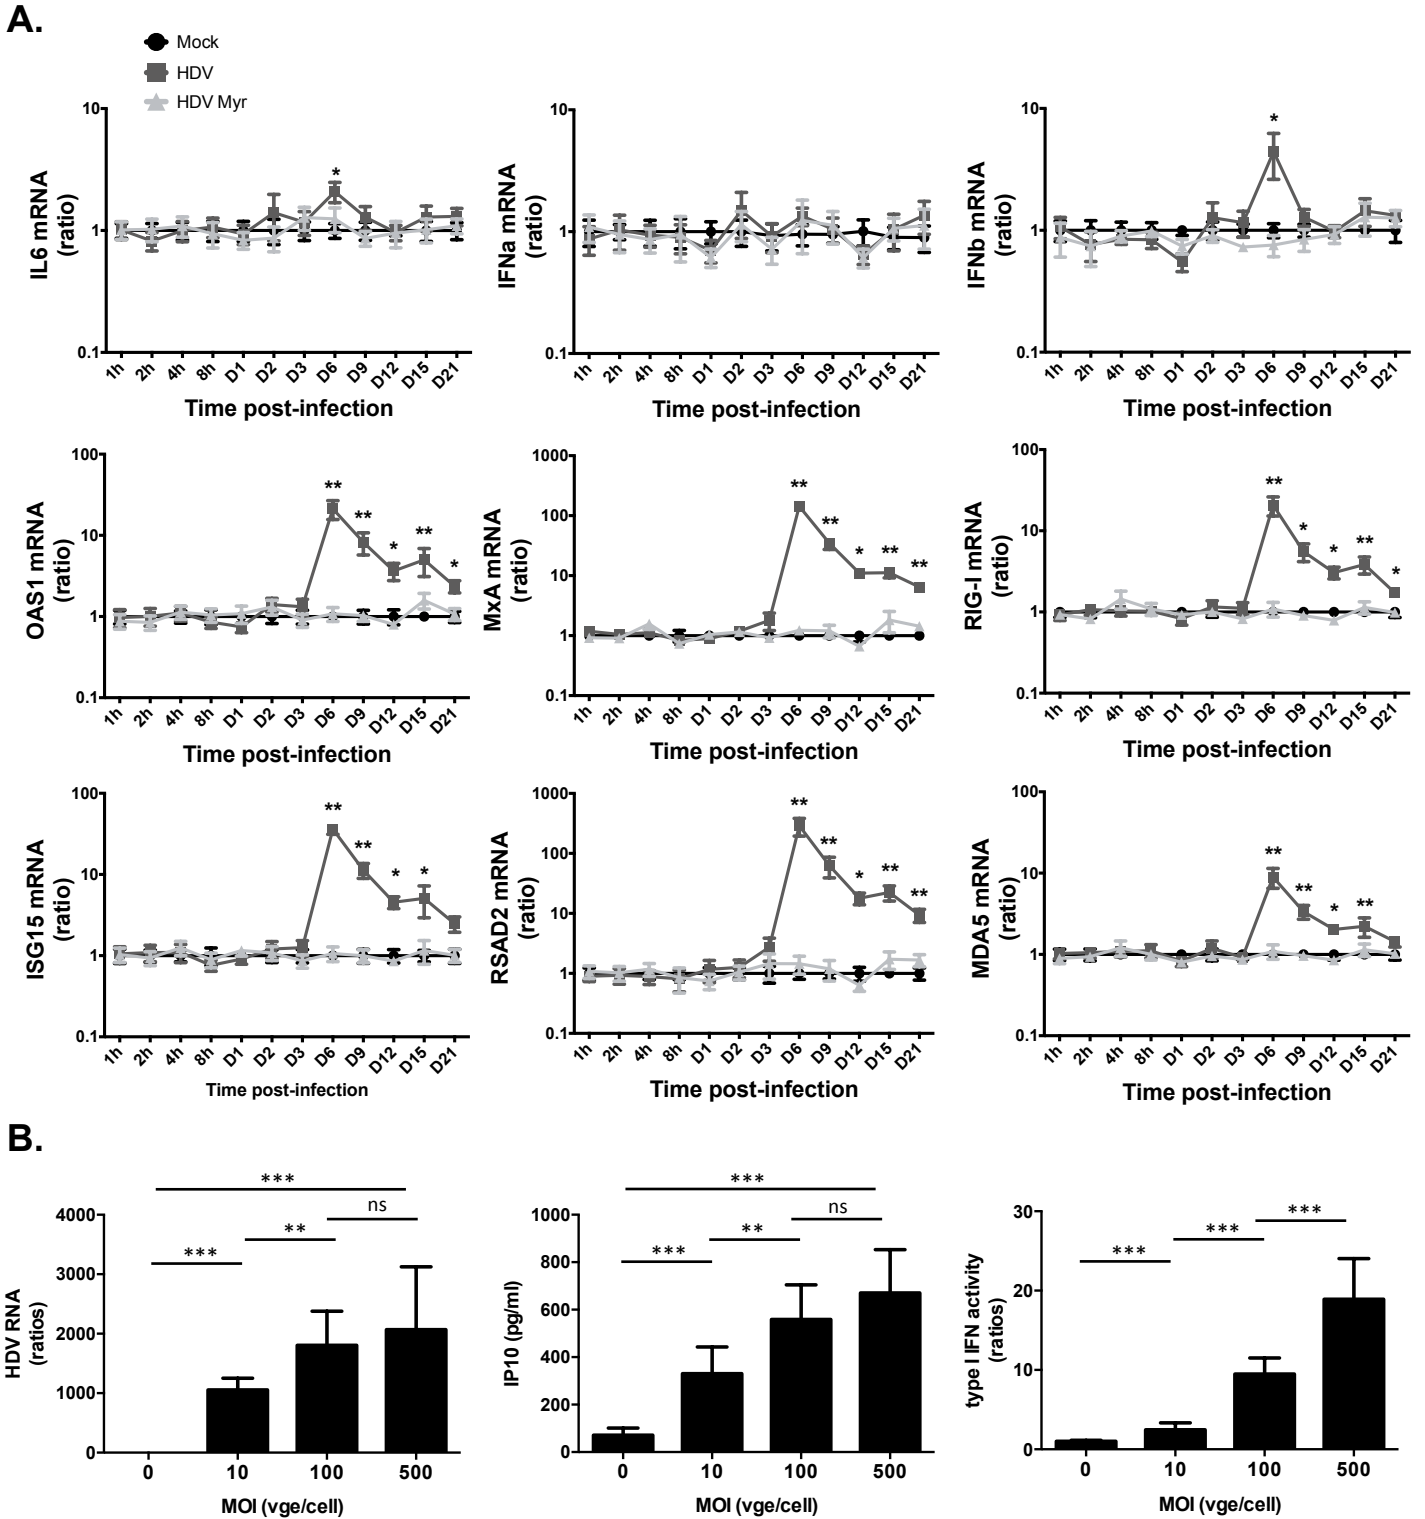 A.
Mock
HDV
HDV Myr
IL6 mRNA
(ratio)
10
1
0.1
1h 2h 4h 8h D1 D2 D3 D6 D9 D12 D15 D21
Time post-infection
*
IFNa mRNA
(ratio)
10
1
0.1
1h 2h 4h 8h D1 D2 D3 D6 D9 D12 D15 D21
Time post-infection
IFNb mRNA
(ratio)
10
1
0.1
1h 2h 4h 8h D1 D2 D3 D6 D9 D12 D15 D21
Time post-infection
*
OAS1 mRNA
(ratio)
100
10
1
0.1
** ** * ** *
1h 2h 4h 8h D1 D2 D3 D6 D9 D12 D15 D21
Time post-infection
MxA mRNA
(ratio)
1000
100
10
1
0.1
** ** * ** **
1h 2h 4h 8h D1 D2 D3 D6 D9 D12 D15 D21
Time post-infection
RIG-I mRNA
(ratio)
100
10
1
0.1
** * * ** *
1h 2h 4h 8h D1 D2 D3 D6 D9 D12 D15 D21
Time post-infection
ISG15 mRNA
(ratio)
100
10
1
0.1
** ** * *
1h 2h 4h 8h D1 D2 D3 D6 D9 D12 D15 D21
Time post-infection
RSAD2 mRNA
(ratio)
1000
100
10
1
0.1
** ** * ** **
1h 2h 4h 8h D1 D2 D3 D6 D9 D12 D15 D21
Time post-infection
MDA5 mRNA
(ratio)
100
10
1
0.1
** ** * **
1h 2h 4h 8h D1 D2 D3 D6 D9 D12 D15 D21
Time post-infection
B.
HDV RNA
(ratios)
4000
3000
2000
1000
0
***
ns
**
***
0 10 100 500
MOI (vge/cell)
IP10 (pg/ml)
1000
800
600
400
200
0
***
ns
**
***
0 10 100 500
MOI (vge/cell)
type I IFN activity
(ratios)
30
20
10
0
***
***
***
0 10 100 500
MOI (vge/cell)